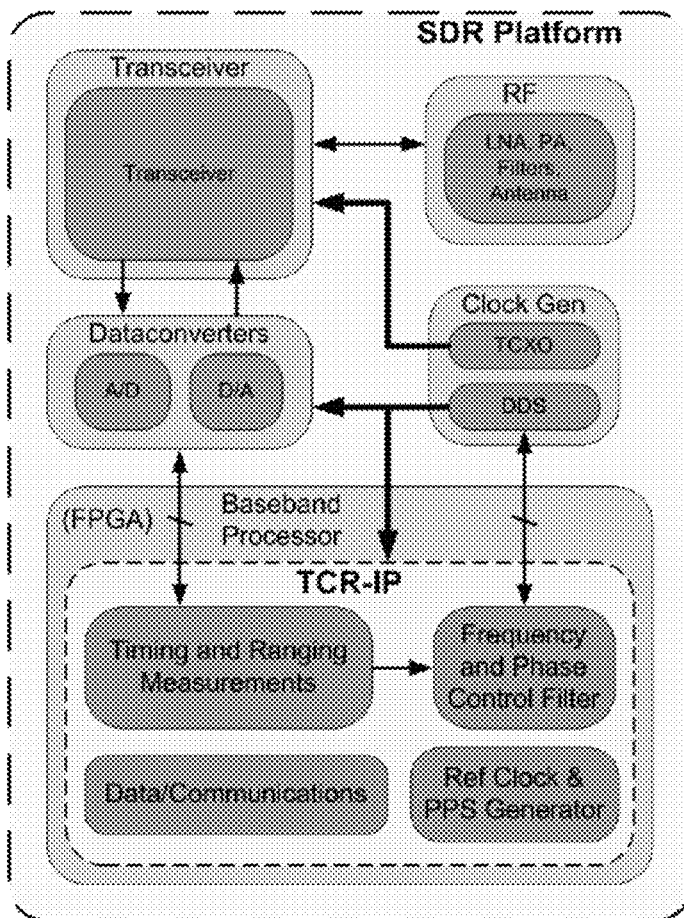 SDR Platform
Transceiver
Transceiver
RF
LNA, PA,
Filters,
Antenna
Clock Gen
TCXO
DDS
Dataconverters
A/D
D/A
(FPGA)
Baseband
Processor
TCR-IP
Timing and Ranging
Measurements
Frequency
and Phase
Control Filter
Data/Communications
Ref Clock &
PPS Generator